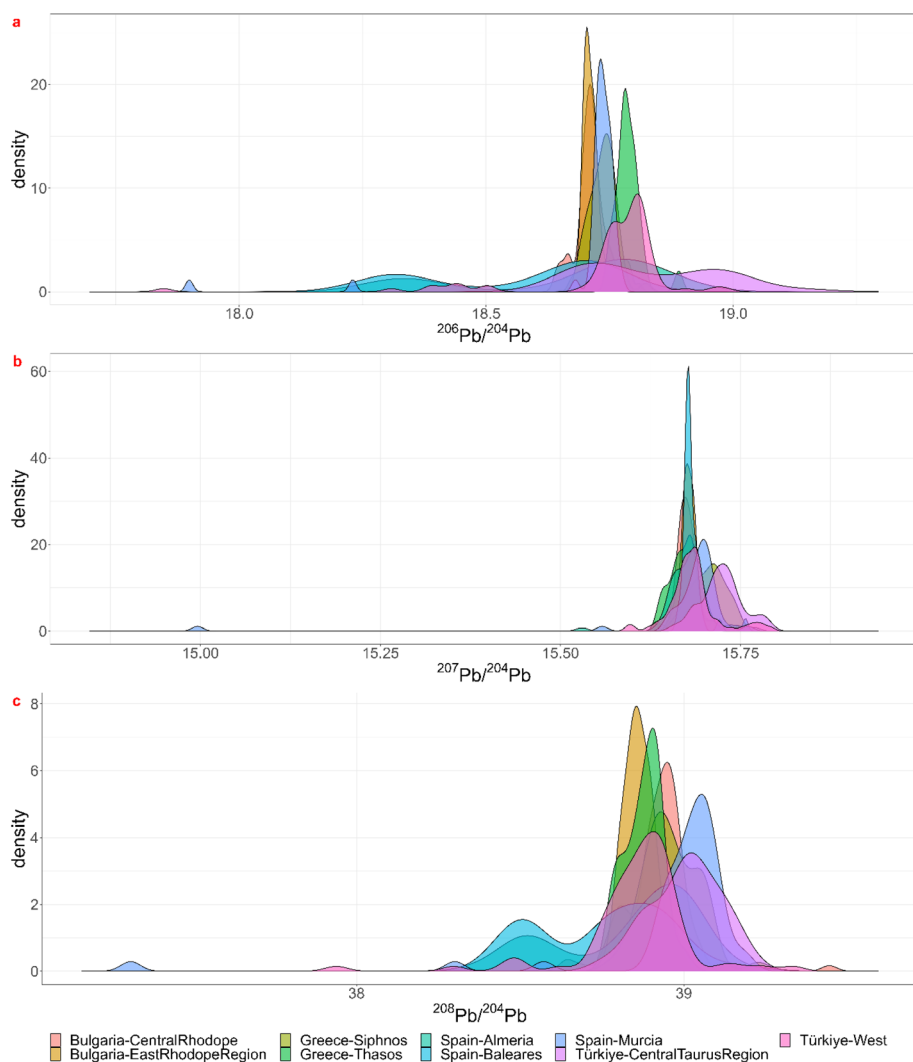 a
20
density
10
0
18.0 18.5 19.0
²⁰⁶Pb/²⁰⁴Pb
b
60
density
40
20
0
15.00 15.25 15.50 15.75
²⁰⁷Pb/²⁰⁴Pb
c
8
6
density
4
2
0
38 39
²⁰⁸Pb/²⁰⁴Pb
Bulgaria-CentralRhodope Greece-Siphnos Spain-Almeria Spain-Murcia Türkiye-West
Bulgaria-EastRhodopeRegion Greece-Thasos Spain-Baleares Türkiye-CentralTaurusRegion